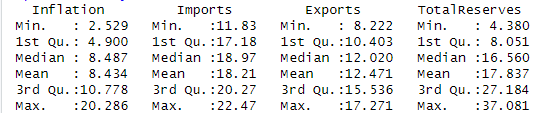 Inflation Imports Exports TotalReserves
Min. : 2.529 Min. :11.83 Min. : 8.222 Min. : 4.380
1st Qu.: 4.900 1st Qu.:17.18 1st Qu.:10.403 1st Qu.: 8.051
Median : 8.487 Median :18.97 Median :12.020 Median :16.560
Mean : 8.434 Mean :18.21 Mean :12.471 Mean :17.837
3rd Qu.:10.778 3rd Qu.:20.27 3rd Qu.:15.536 3rd Qu.:27.184
Max. :20.286 Max. :22.47 Max. :17.271 Max. :37.081